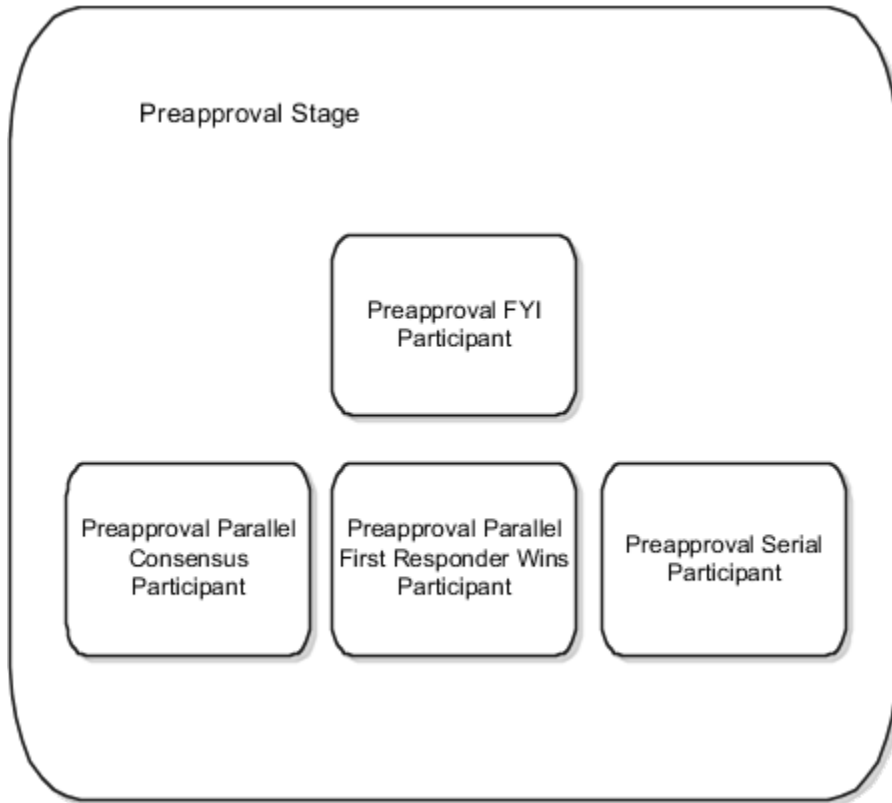 Preapproval Stage
Preapproval FYI
Participant
Preapproval Parallel
Consensus
Participant
Preapproval Parallel
First Responder Wins
Participant
Preapproval Serial
Participant